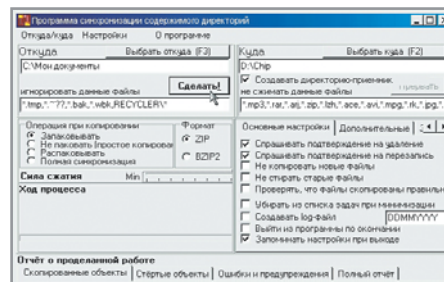 Программа синхронизации содержимого директорий
Откуда/куда Настройки О программе
Откуда Выбрать откуда (F3)
C:\Мои документы
игнорировать данные файлы Сделать!
*.tmp,*.~??,*.bak,*.wbk,RECYCLER\*
Куда Выбрать куда (F2)
D:\Chip
Создавать директорию-приемник
не сжимать данные файлы прервать
*.mp3,*.rar,*.arj,*.zip,*.lzh,*.ace,*.avi,*.mpg,*.rk,*.jpg,*.
Операция при копировании Формат
Запаковывать ZIP
Не паковать (простое копирован
Распаковывать BZIP2
Полная синхронизация
Сила сжатия Min
Ход процесса
Основные настройки Дополнительные
Спрашивать подтверждение на удаление
Спрашивать подтверждение на перезапись
Не копировать новые файлы
Не стирать старые файлы
Проверять, что файлы скопированы правильн
Убирать из списка задач при минимизации
Создавать log-файл DDMMYYYY
Выйти из программы по окончании
Запоминать настройки при выходе
Отчёт о проделанной работе
Скопированные объекты Стёртые объекты Ошибки и предупреждения Полный отчёт